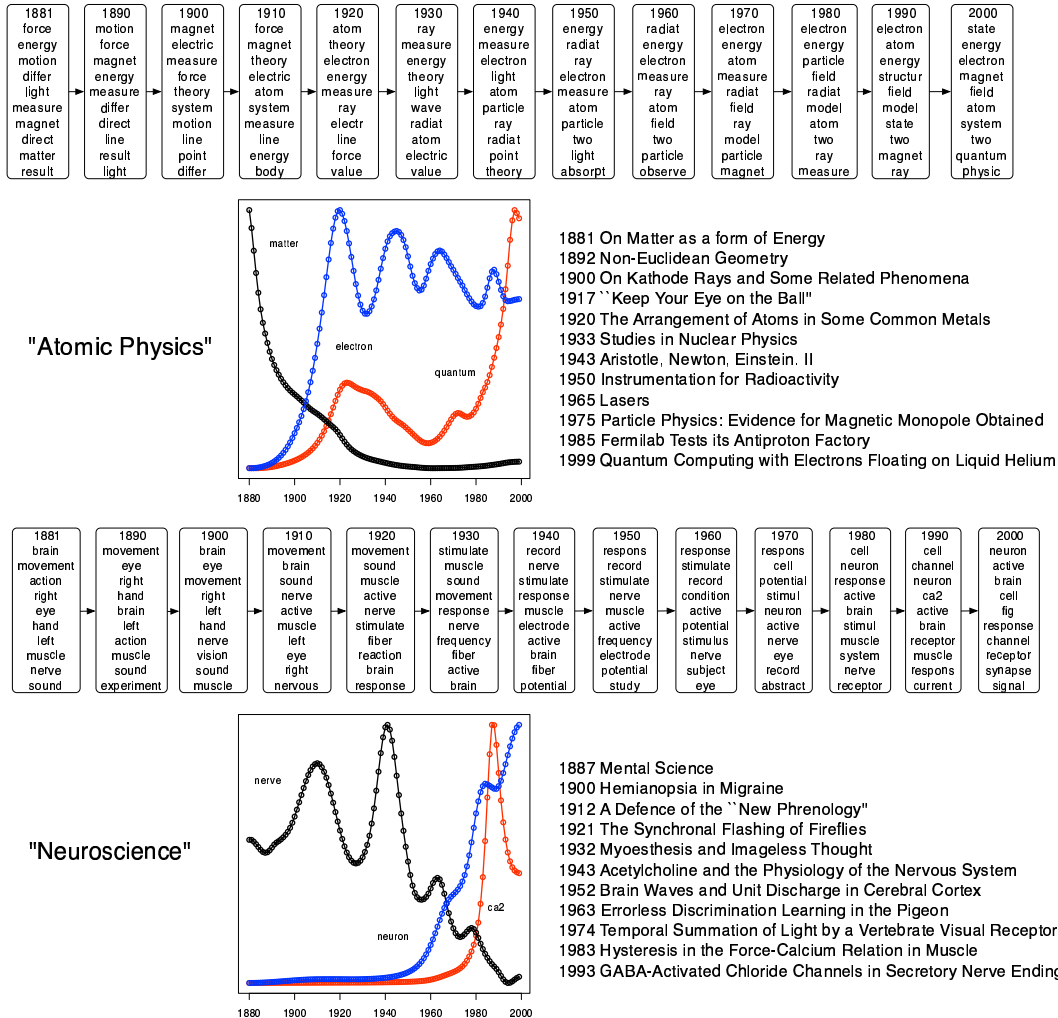 1881
force
energy
motion
differ
light
measure
magnet
direct
matter
result
1890
motion
force
magnet
energy
measure
differ
direct
line
result
light
1900
magnet
electric
measure
force
theory
system
motion
line
point
differ
1910
force
magnet
theory
electric
atom
system
measure
line
energy
body
1920
atom
theory
electron
energy
measure
ray
electr
line
force
value
1930
ray
measure
energy
theory
light
wave
radiat
atom
electric
value
1940
energy
measure
electron
light
atom
particle
ray
radiat
point
theory
1950
energy
radiat
ray
electron
measure
atom
particle
two
light
absorpt
1960
radiat
energy
electron
measure
ray
atom
field
two
particle
observe
1970
electron
energy
atom
measure
radiat
field
ray
model
particle
magnet
1980
electron
energy
particle
field
radiat
model
atom
two
ray
measure
1990
electron
atom
energy
structur
field
model
state
two
magnet
ray
2000
state
energy
electron
magnet
field
atom
system
two
quantum
physic
"Atomic Physics"
matter
electron
quantum
1880 1900 1920 1940 1960 1980 2000
1881 On Matter as a form of Energy
1892 Non-Euclidean Geometry
1900 On Kathode Rays and Some Related Phenomena
1917 ``Keep Your Eye on the Ball"
1920 The Arrangement of Atoms in Some Common Metals
1933 Studies in Nuclear Physics
1943 Aristotle, Newton, Einstein. II
1950 Instrumentation for Radioactivity
1965 Lasers
1975 Particle Physics: Evidence for Magnetic Monopole Obtained
1985 Fermilab Tests its Antiproton Factory
1999 Quantum Computing with Electrons Floating on Liquid Helium
1881
brain
movement
action
right
eye
hand
left
muscle
nerve
sound
1890
movement
eye
right
hand
brain
left
action
muscle
sound
experiment
1900
brain
eye
movement
right
left
hand
nerve
vision
sound
muscle
1910
movement
brain
sound
nerve
active
muscle
left
eye
right
nervous
1920
movement
sound
muscle
active
nerve
stimulate
fiber
reaction
brain
response
1930
stimulate
muscle
sound
movement
response
nerve
frequency
fiber
active
brain
1940
record
nerve
stimulate
response
muscle
electrode
active
brain
fiber
potential
1950
respons
record
stimulate
nerve
muscle
active
frequency
electrode
potential
study
1960
response
stimulate
record
condition
active
potential
stimulus
nerve
subject
eye
1970
respons
cell
potential
stimul
neuron
active
nerve
eye
record
abstract
1980
cell
neuron
response
active
brain
stimul
muscle
system
nerve
receptor
1990
cell
channel
neuron
ca2
active
brain
receptor
muscle
respons
current
2000
neuron
active
brain
cell
fig
response
channel
receptor
synapse
signal
"Neuroscience"
nerve
neuron
ca2
1880 1900 1920 1940 1960 1980 2000
1887 Mental Science
1900 Hemianopsia in Migraine
1912 A Defence of the ``New Phrenology"
1921 The Synchronal Flashing of Fireflies
1932 Myoesthesis and Imageless Thought
1943 Acetylcholine and the Physiology of the Nervous System
1952 Brain Waves and Unit Discharge in Cerebral Cortex
1963 Errorless Discrimination Learning in the Pigeon
1974 Temporal Summation of Light by a Vertebrate Visual Receptor
1983 Hysteresis in the Force-Calcium Relation in Muscle
1993 GABA-Activated Chloride Channels in Secretory Nerve Ending